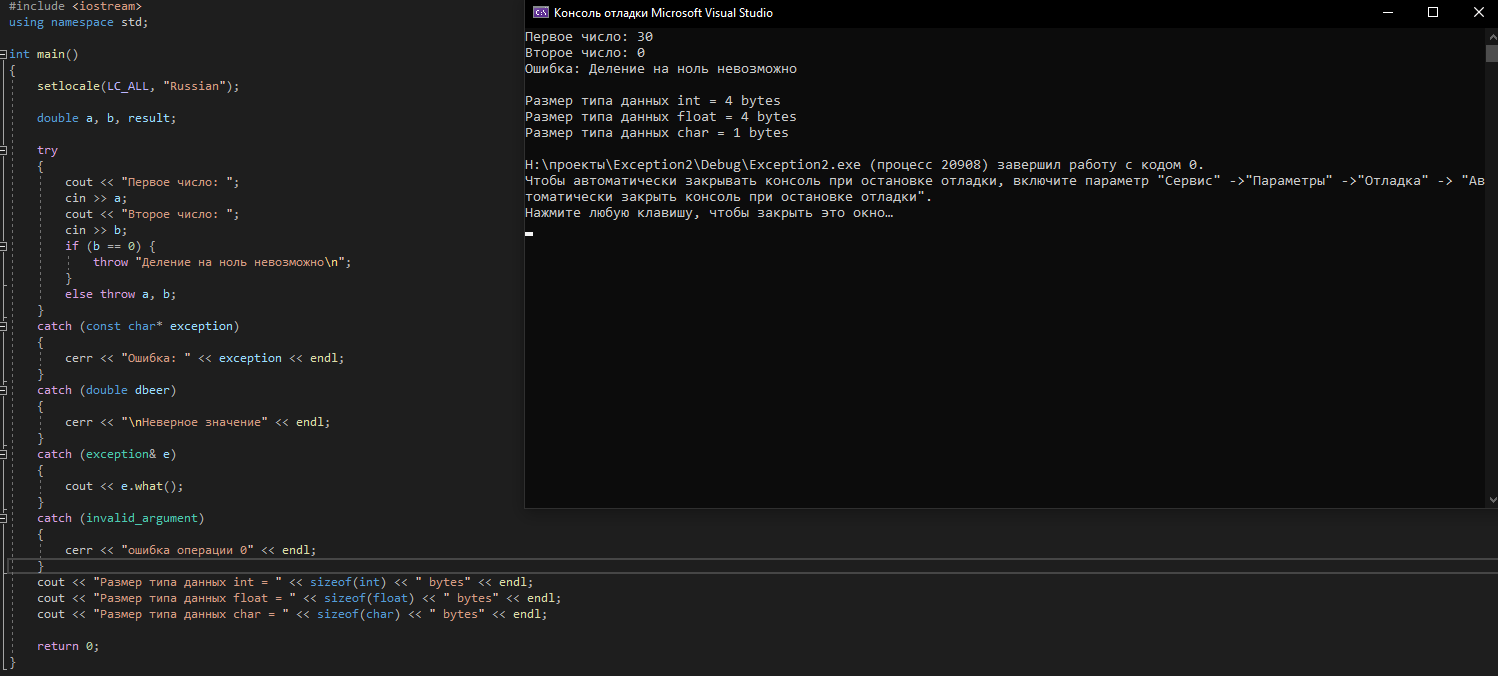 #include <iostream>
using namespace std;
int main()
{
setlocale(LC_ALL, "Russian");
double a, b, result;
try
{
cout << "Первое число: ";
cin >> a;
cout << "Второе число: ";
cin >> b;
if (b == 0) {
throw "Деление на ноль невозможно\n";
}
else throw a, b;
}
catch (const char* exception)
{
cerr << "Ошибка: " << exception << endl;
}
catch (double dbeer)
{
cerr << "\nНеверное значение" << endl;
}
catch (exception& e)
{
cout << e.what();
}
catch (invalid_argument)
{
cerr << "ошибка операции 0" << endl;
}
cout << "Размер типа данных int = " << sizeof(int) << " bytes" << endl;
cout << "Размер типа данных float = " << sizeof(float) << " bytes" << endl;
cout << "Размер типа данных char = " << sizeof(char) << " bytes" << endl;
return 0;
}
C:\ Консоль отладки Microsoft Visual Studio
Первое число: 30
Второе число: 0
Ошибка: Деление на ноль невозможно
Размер типа данных int = 4 bytes
Размер типа данных float = 4 bytes
Размер типа данных char = 1 bytes
H:\проекты\Exception2\Debug\Exception2.exe (процесс 20908) завершил работу с кодом 0.
Чтобы автоматически закрывать консоль при остановке отладки, включите параметр "Сервис" ->"Параметры" ->"Отладка" -> "Ав
томатически закрыть консоль при остановке отладки".
Нажмите любую клавишу, чтобы закрыть это окно…